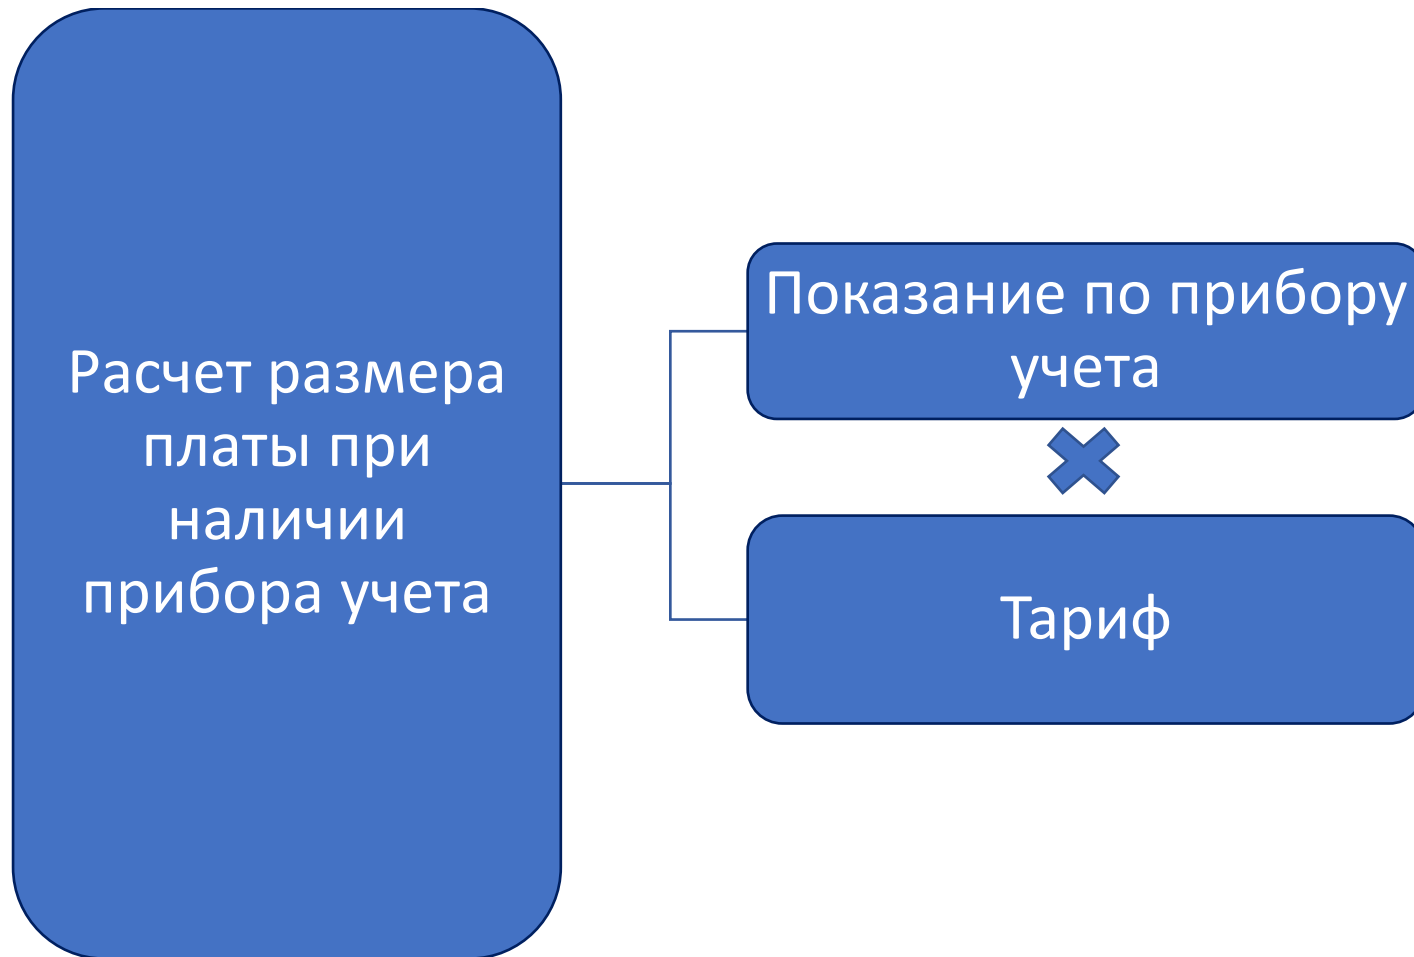 Расчет размера
платы при
наличии
прибора учета
Показание по прибору
учета
Тариф